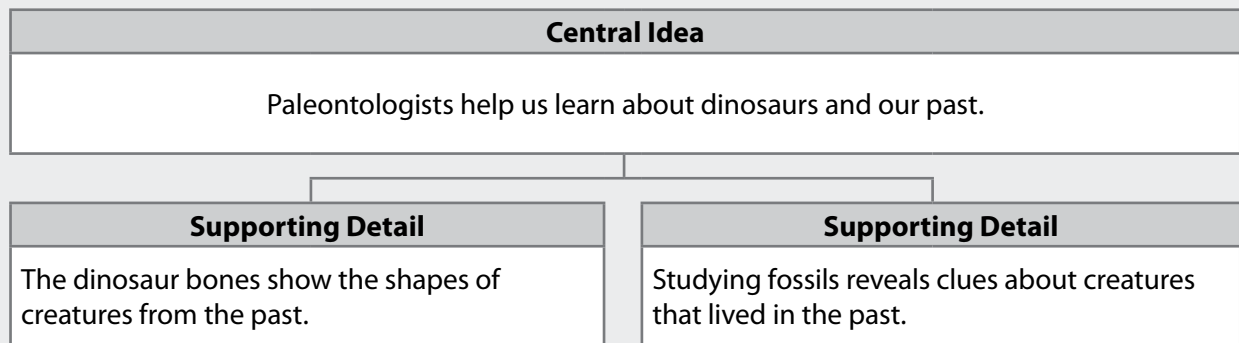 Central Idea
Paleontologists help us learn about dinosaurs and our past.
Supporting Detail
The dinosaur bones show the shapes of
creatures from the past.
Supporting Detail
Studying fossils reveals clues about creatures
that lived in the past.